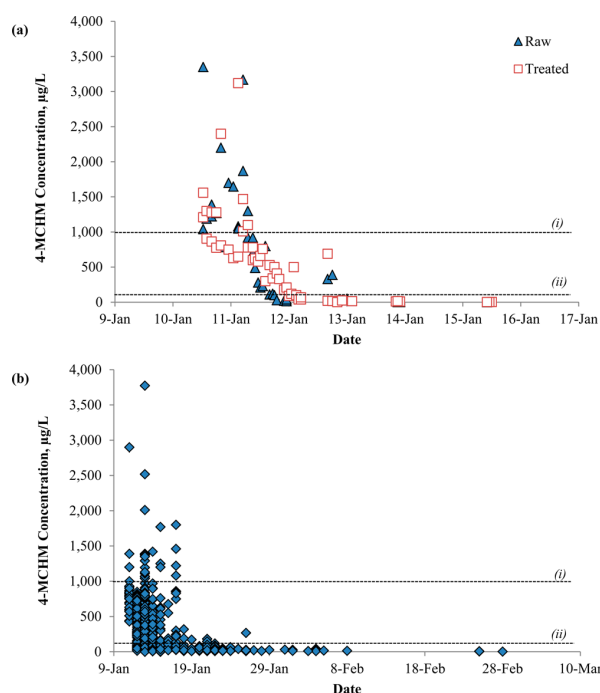 (a)
4-MCHM Concentration, µg/L
4,000
3,500
3,000
2,500
2,000
1,500
1,000
500
0
Raw
Treated
(i)
(ii)
9-Jan 10-Jan 11-Jan 12-Jan 13-Jan 14-Jan 15-Jan 16-Jan 17-Jan
Date
(b)
4-MCHM Concentration, µg/L
4,000
3,500
3,000
2,500
2,000
1,500
1,000
500
0
(i)
(ii)
9-Jan 19-Jan 29-Jan 8-Feb 18-Feb 28-Feb 10-Mar
Date